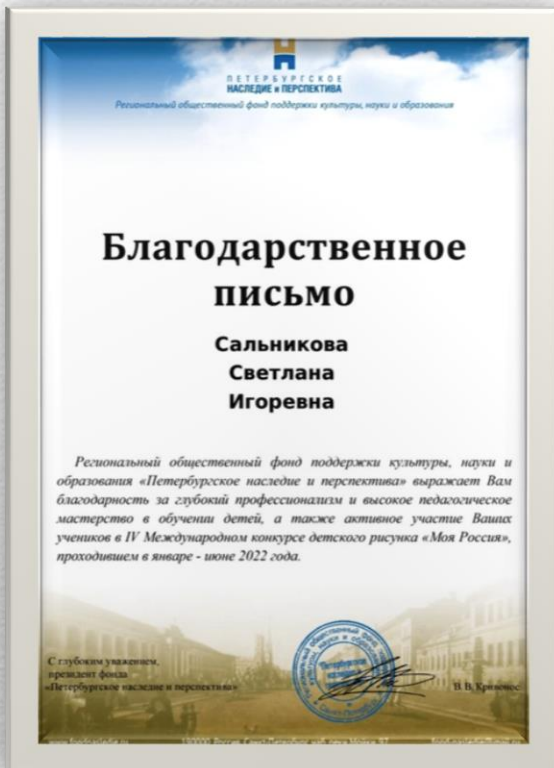 ПЕТЕРБУРГСКОЕ
НАСЛЕДИЕ и ПЕРСПЕКТИВА
Региональный общественный фонд поддержки культуры, науки и образования
Благодарственное
письмо
Сальникова
Светлана
Игоревна
Региональный общественный фонд поддержки культуры, науки и
образования «Петербургское наследие и перспектива» выражает Вам
благодарность за глубокий профессионализм и высокое педагогическое
мастерство в обучении детей, а также активное участие Ваших
учеников в IV Международном конкурсе детского рисунка «Моя Россия»,
проходившем в январе - июне 2022 года.
С глубоким уважением,
президент фонда
«Петербургское наследие и перспектива»
В. В. Кривонос